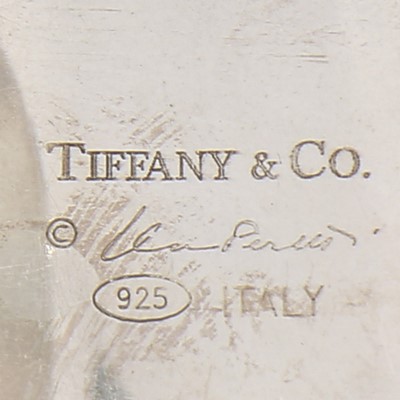 TIFFANY & CO.
© Elsa Peretti
925 ITALY